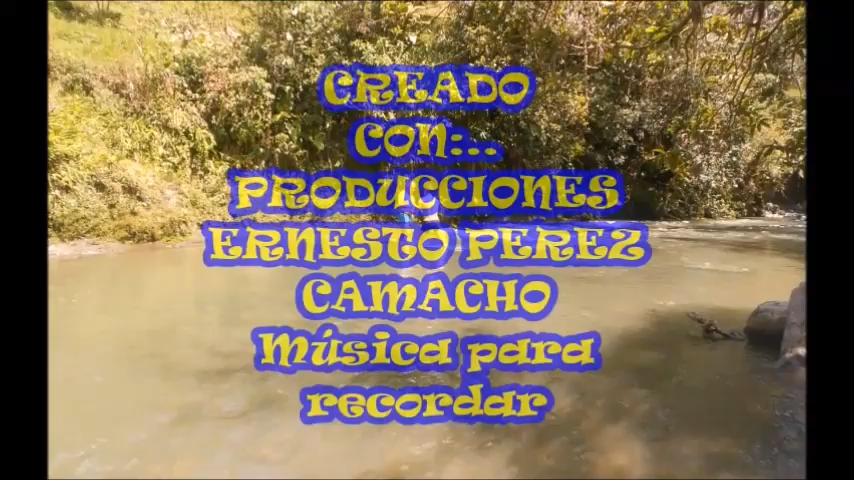 CREADO
CON:..
PRODUCCIONES
ERNESTO PEREZ
CAMACHO
Música para
recordar